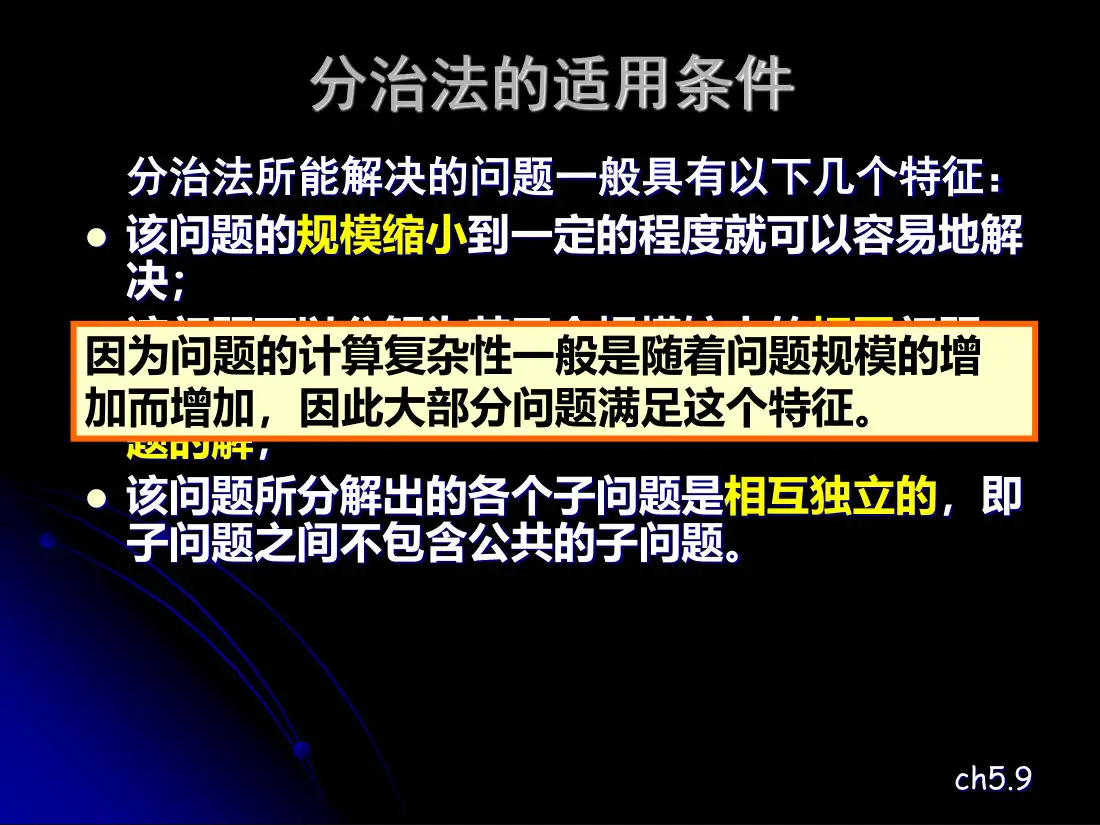 分治法的适用条件
分治法所能解决的问题一般具有以下几个特征：
该问题的规模缩小到一定的程度就可以容易地解
决；
因为问题的计算复杂性一般是随着问题规模的增
加而增加，因此大部分问题满足这个特征。
题的解；
该问题所分解出的各个子问题是相互独立的，即
子问题之间不包含公共的子问题。
ch5.9